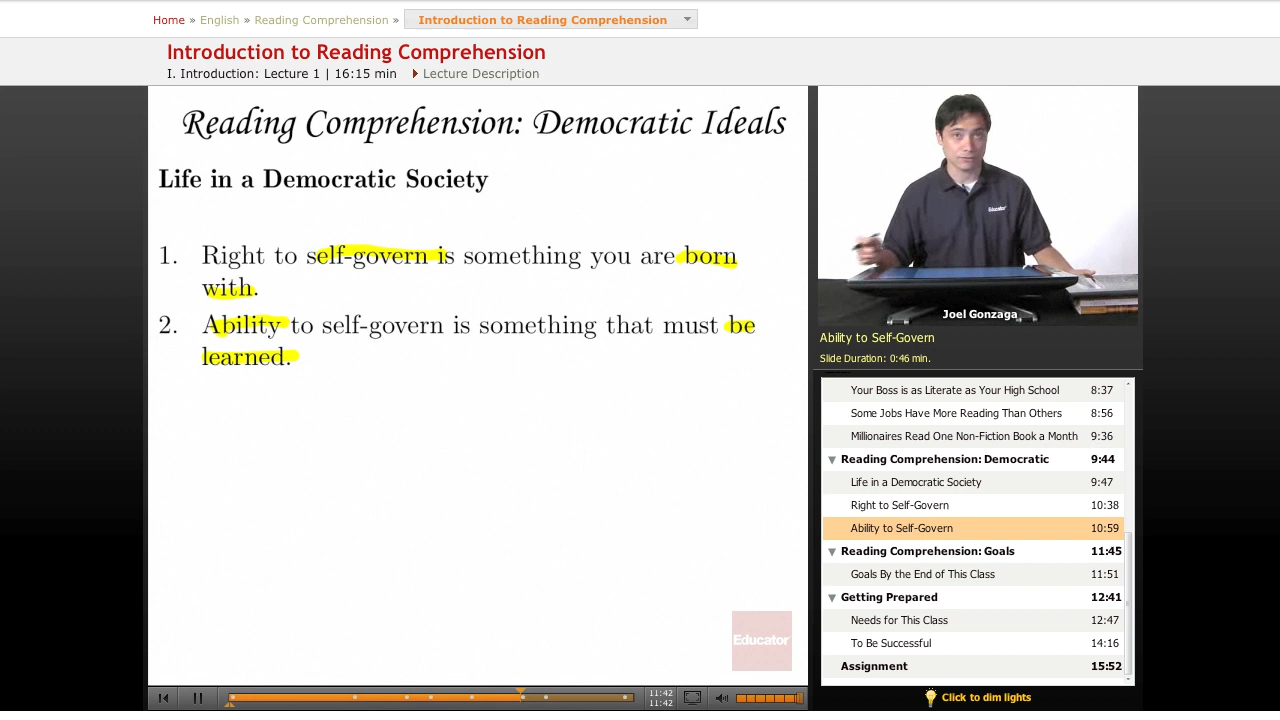 Home » English » Reading Comprehension » Introduction to Reading Comprehension
Introduction to Reading Comprehension
I. Introduction: Lecture 1 | 16:15 min Lecture Description
Reading Comprehension: Democratic Ideals
Life in a Democratic Society
1. Right to self-govern is something you are born
with.
2. Ability to self-govern is something that must be
learned.
Educator
11:42
11:42
Educator
Joel Gonzaga
Ability to Self-Govern
Slide Duration: 0:46 min.
Your Boss is as Literate as Your High School 8:37
Some Jobs Have More Reading Than Others 8:56
Millionaires Read One Non-Fiction Book a Month 9:36
Reading Comprehension: Democratic 9:44
Life in a Democratic Society 9:47
Right to Self-Govern 10:38
Ability to Self-Govern 10:59
Reading Comprehension: Goals 11:45
Goals By the End of This Class 11:51
Getting Prepared 12:41
Needs for This Class 12:47
To Be Successful 14:16
Assignment 15:52
Click to dim lights